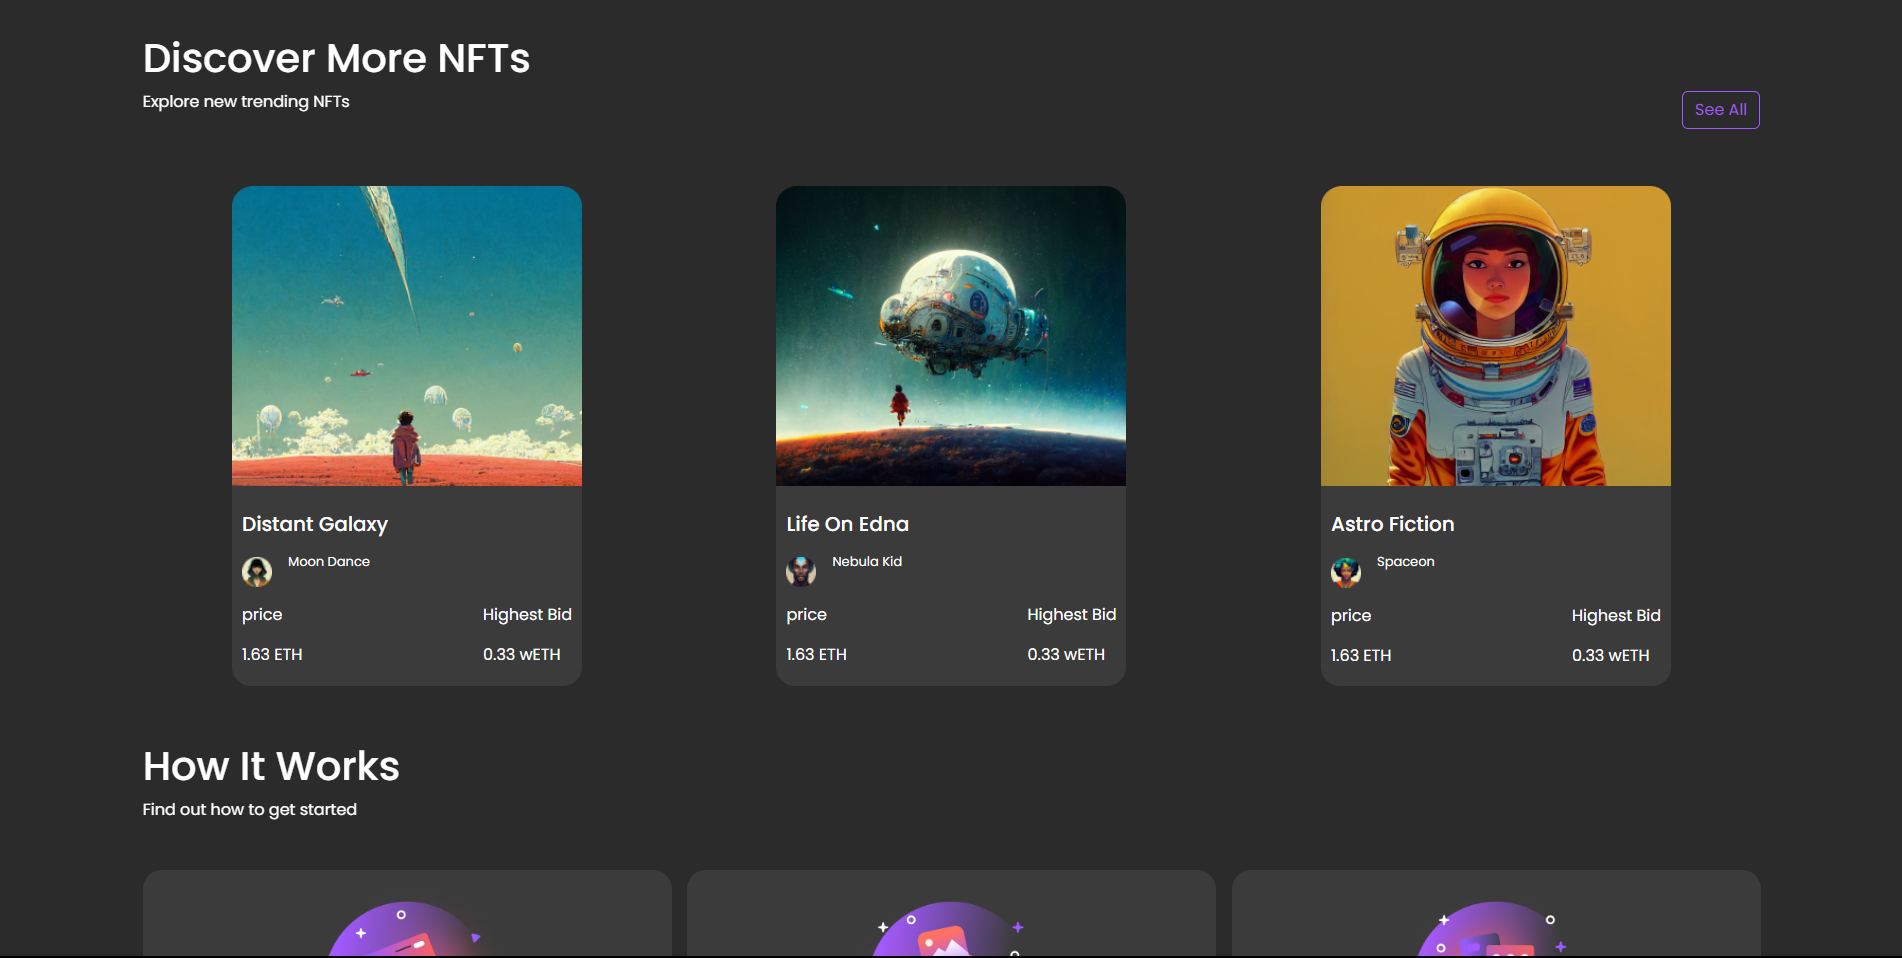 Discover More NFTs
Explore new trending NFTs
See All
Distant Galaxy
Moon Dance
price
Highest Bid
1.63 ETH
0.33 wETH
Life On Edna
Nebula Kid
price
Highest Bid
1.63 ETH
0.33 wETH
Astro Fiction
Spaceon
price
Highest Bid
1.63 ETH
0.33 wETH
How It Works
Find out how to get started